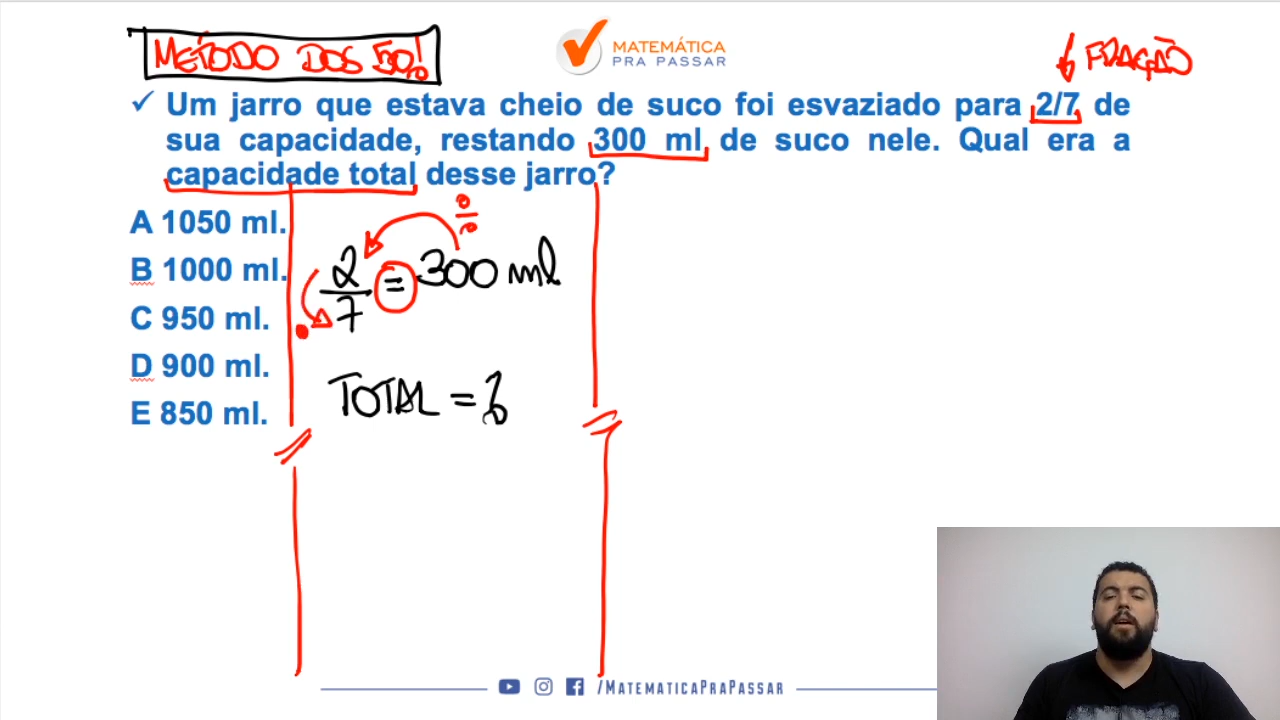 METODO DOS 50%!
MATEMÁTICA
PRA PASSAR
FRAÇÃO
✓ Um jarro que estava cheio de suco foi esvaziado para 2/7 de
sua capacidade, restando 300 ml de suco nele. Qual era a
capacidade total desse jarro?
A 1050 ml.
B 1000 ml.
C 950 ml.
D 900 ml.
E 850 ml.
2/7 = 300 ml
TOTAL =
/MatematicaPraPassar